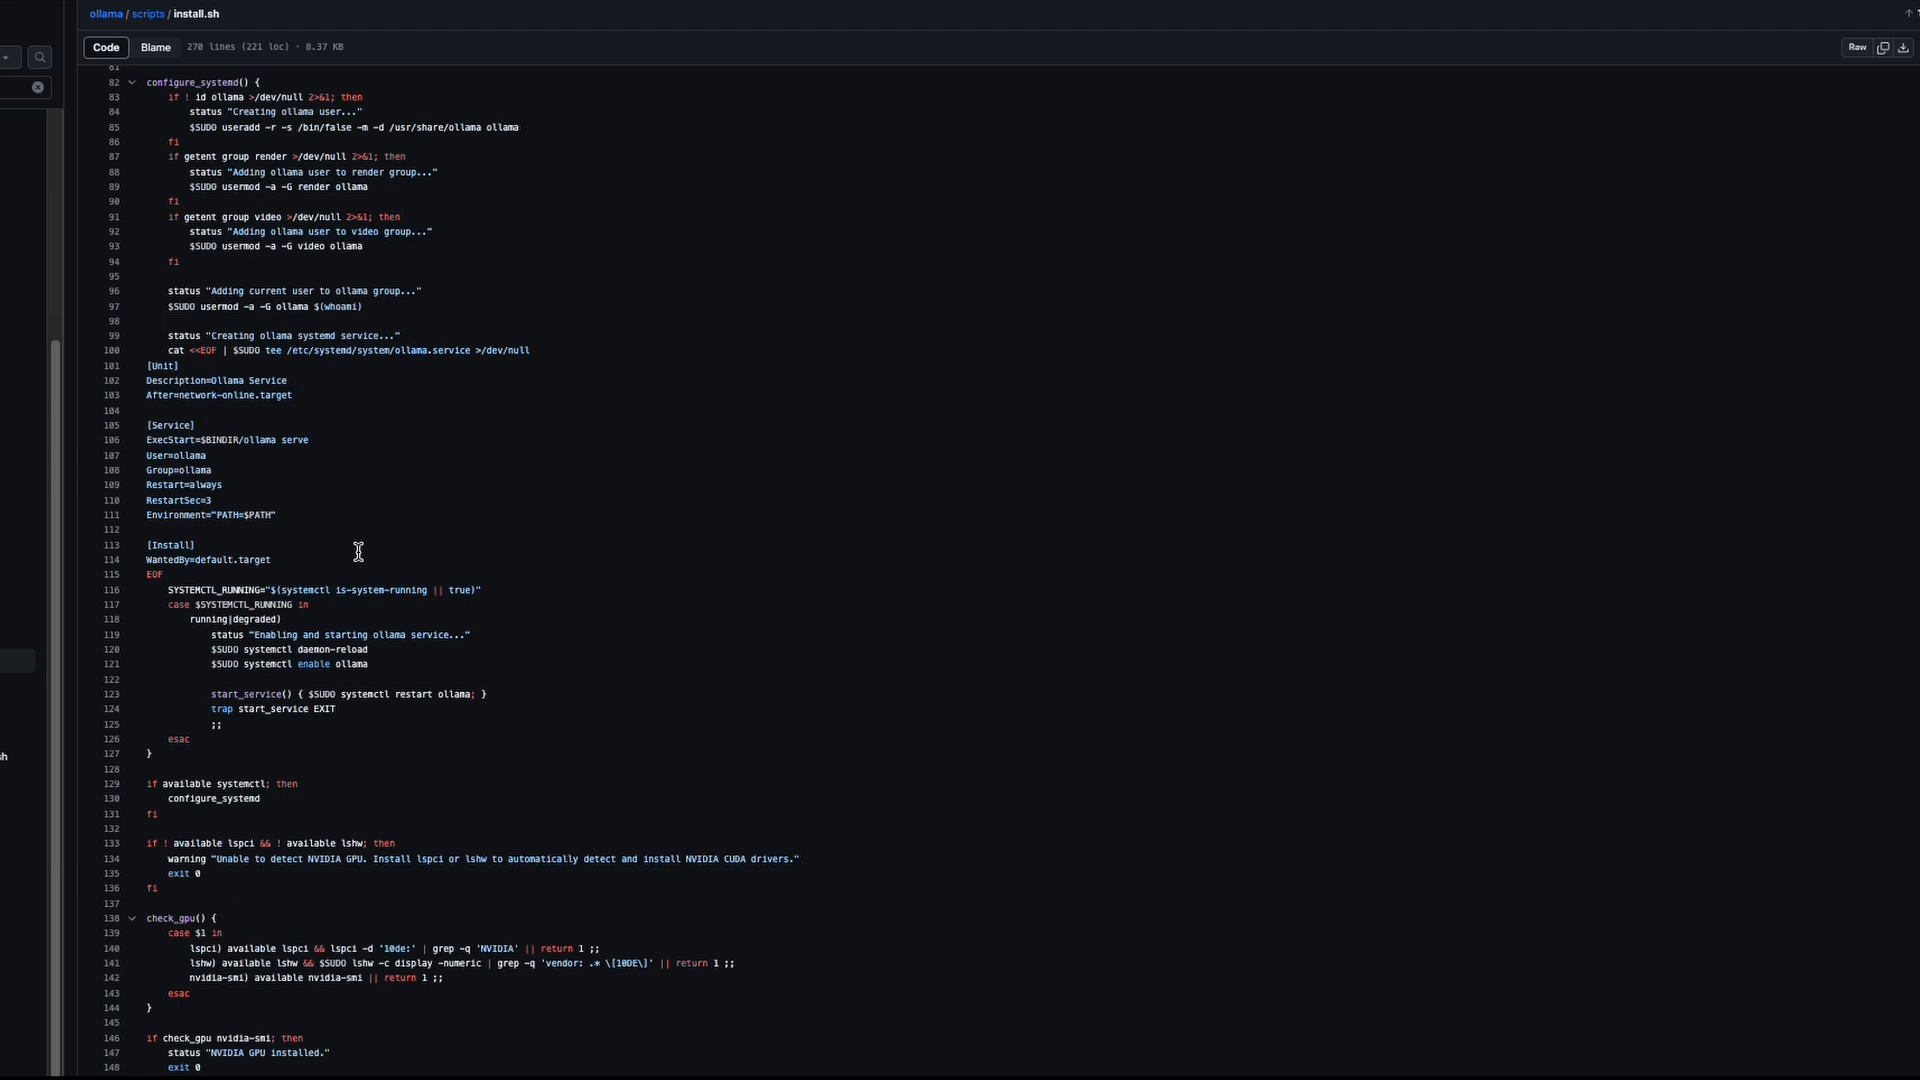 ollama / scripts / install.sh
Code Blame 270 lines (221 loc) · 8.37 KB Raw
81
82 configure_systemd() {
83 if ! id ollama >/dev/null 2>&1; then
84 status "Creating ollama user..."
85 $SUDO useradd -r -s /bin/false -m -d /usr/share/ollama ollama
86 fi
87 if getent group render >/dev/null 2>&1; then
88 status "Adding ollama user to render group..."
89 $SUDO usermod -a -G render ollama
90 fi
91 if getent group video >/dev/null 2>&1; then
92 status "Adding ollama user to video group..."
93 $SUDO usermod -a -G video ollama
94 fi
95
96 status "Adding current user to ollama group..."
97 $SUDO usermod -a -G ollama $(whoami)
98
99 status "Creating ollama systemd service..."
100 cat <<EOF | $SUDO tee /etc/systemd/system/ollama.service >/dev/null
101 [Unit]
102 Description=Ollama Service
103 After=network-online.target
104
105 [Service]
106 ExecStart=$BINDIR/ollama serve
107 User=ollama
108 Group=ollama
109 Restart=always
110 RestartSec=3
111 Environment="PATH=$PATH"
112
113 [Install]
114 WantedBy=default.target
115 EOF
116 SYSTEMCTL_RUNNING="$(systemctl is-system-running || true)"
117 case $SYSTEMCTL_RUNNING in
118 running|degraded)
119 status "Enabling and starting ollama service..."
120 $SUDO systemctl daemon-reload
121 $SUDO systemctl enable ollama
122
123 start_service() { $SUDO systemctl restart ollama; }
124 trap start_service EXIT
125 ;;
126 esac
127 }
128
129 if available systemctl; then
130 configure_systemd
131 fi
132
133 if ! available lspci && ! available lshw; then
134 warning "Unable to detect NVIDIA GPU. Install lspci or lshw to automatically detect and install NVIDIA CUDA drivers."
135 exit 0
136 fi
137
138 check_gpu() {
139 case $1 in
140 lspci) available lspci && lspci -d '10de:' | grep -q 'NVIDIA' || return 1 ;;
141 lshw) available lshw && $SUDO lshw -c display -numeric | grep -q 'vendor: .* \[10DE\]' || return 1 ;;
142 nvidia-smi) available nvidia-smi || return 1 ;;
143 esac
144 }
145
146 if check_gpu nvidia-smi; then
147 status "NVIDIA GPU installed."
148 exit 0